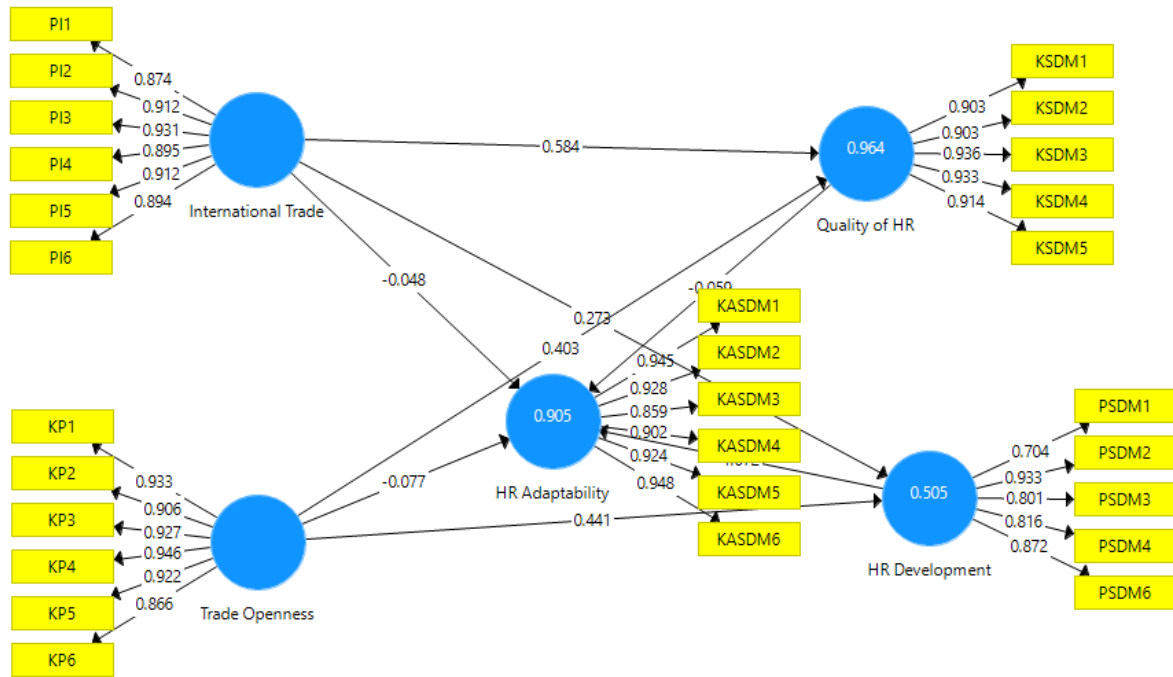 PI1
PI2
PI3
PI4
PI5
PI6
0.874
0.912
0.931
0.895
0.912
0.894
International Trade
0.584
-0.048
0.273
0.964
Quality of HR
0.903
0.903
0.936
0.933
0.914
KSDM1
KSDM2
KSDM3
KSDM4
KSDM5
-0.059
0.403
KASDM1
KASDM2
KASDM3
KASDM4
KASDM5
KASDM6
0.945
0.928
0.859
0.902
0.924
0.948
0.905
HR Adaptability
-0.077
0.441
KP1
KP2
KP3
KP4
KP5
KP6
0.933
0.906
0.927
0.946
0.922
0.866
Trade Openness
0.505
HR Development
0.704
0.933
0.801
0.816
0.872
PSDM1
PSDM2
PSDM3
PSDM4
PSDM6